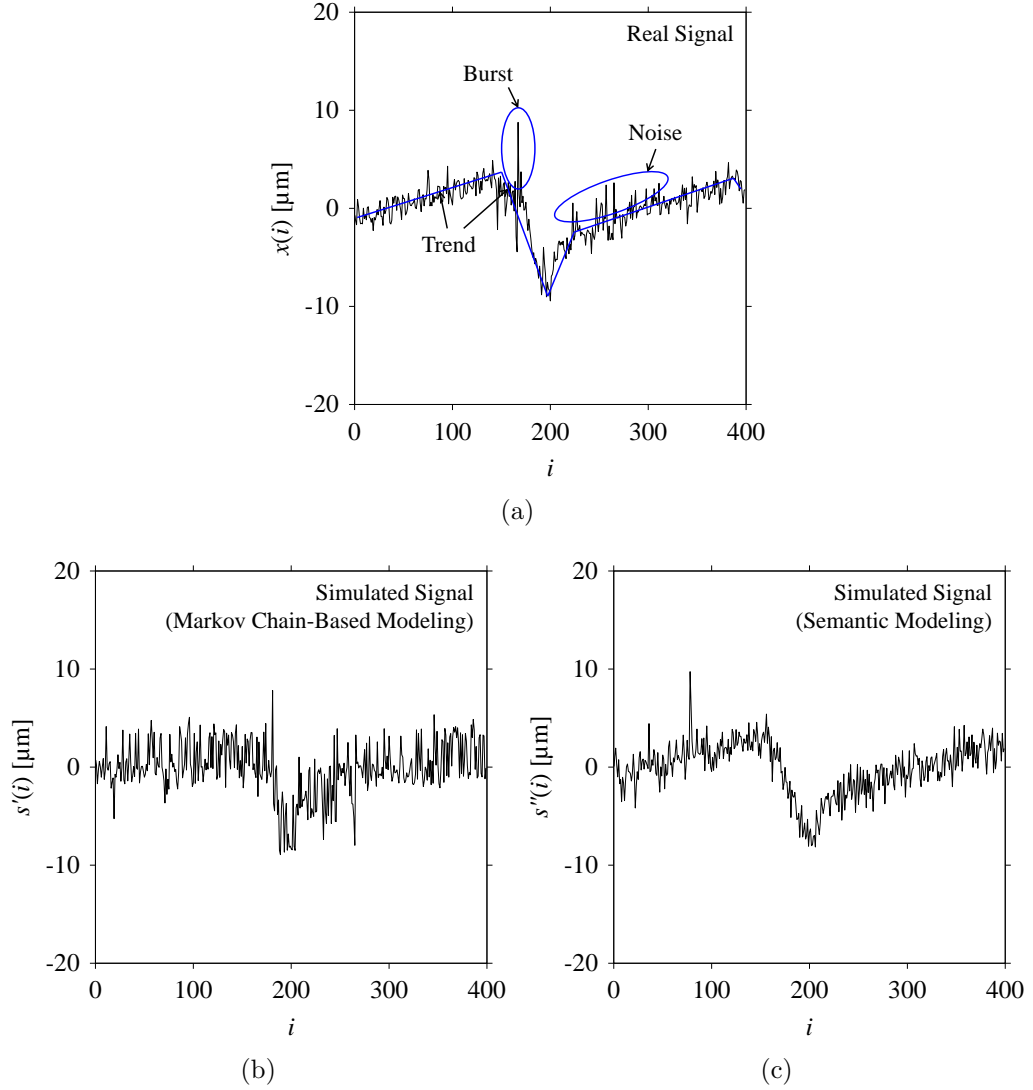 20
Real Signal
Burst
10
Noise
x(i) [µm]
0
Trend
-10
-20
0 100 200 300 400
i
(a)
20
Simulated Signal
(Markov Chain-Based Modeling)
10
s'(i) [µm]
0
-10
-20
0 100 200 300 400
i
(b)
20
Simulated Signal
(Semantic Modeling)
10
s''(i) [µm]
0
-10
-20
0 100 200 300 400
i
(c)